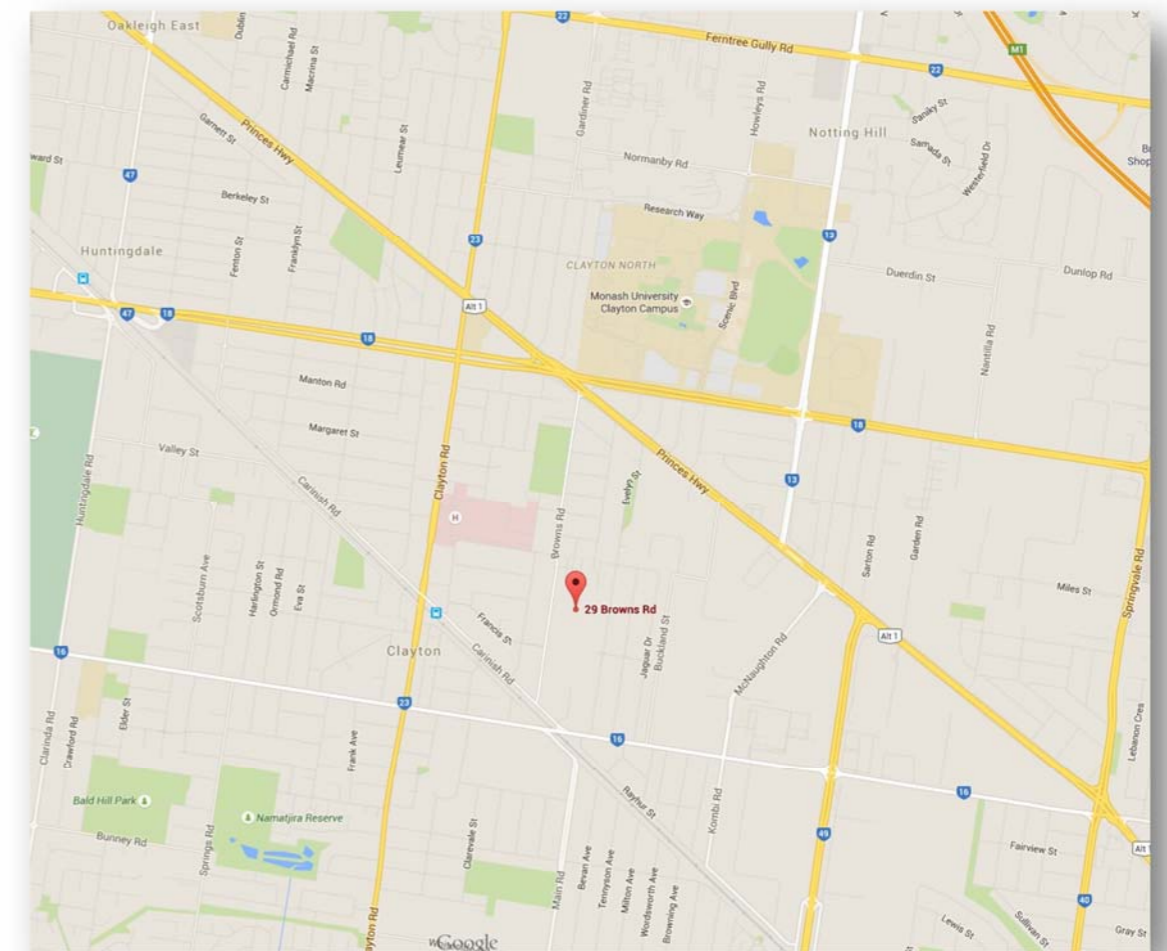 Oakleigh East
Dublin
Carmichael Rd
Macrina St
22
Ferntree Gully Rd
M1
22
Gardiner Rd
Howleys Rd
Notting Hill
Saniky St
Samada St
Westerfield Dr
Garnett St
Princes Hwy
Leumear St
Normanby Rd
ward St
47
Berkeley St
Research Way
Huntingdale
Fenton St
Franklyn St
23
CLAYTON NORTH
13
Duerdin St
Dunlop Rd
Monash University
Clayton Campus
Scenic Blvd
Alt 1
47
18
18
Nantilla Rd
Manton Rd
Margaret St
18
Valley St
Huntingdale Rd
Carinish Rd
Clayton Rd
H
Browns Rd
Evelyn St
Princes Hwy
13
Sarton Rd
Garden Rd
Springvale Rd
Scotsburn Ave
Harlington St
Ormond Rd
Eva St
Miles St
29 Browns Rd
Francis St
Clayton
Carinish Rd
Jaguar Dr
Buckland St
McNaughton Rd
Alt 1
16
23
16
Clarinda Rd
Crawford Rd
Elder St
Frank Ave
Lebanon Cres
Bald Hill Park
Namatjira Reserve
Rayhur St
Kombi Rd
16
Bunney Rd
Springs Rd
Clarevale St
49
Fairview St
Alt 1
Main Rd
Bevan Ave
Tennyson Ave
Milton Ave
Wordsworth Ave
Browning Ave
40
Lewis St
Sullivan St
Gray St
ayton Rd
Google